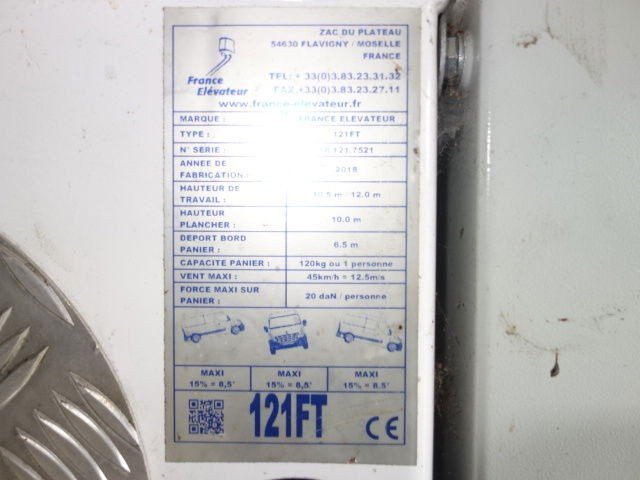 ZAC DU PLATEAU
54630 FLAVIGNY / MOSELLE
FRANCE
France
Elévateur
TEL: + 33(0)3.83.23.31.32
FAX.+33(0)3.83.23.27.11
www.france-elevateur.fr
MARQUE : FRANCE ELEVATEUR
TYPE : 121FT
N° SERIE : 121.7521
ANNEE DE
FABRICATION : 2018
HAUTEUR DE
TRAVAIL : / 12.0 m
HAUTEUR
PLANCHER : 10.0 m
DEPORT BORD
PANIER : 6.5 m
CAPACITE PANIER : 120kg ou 1 personne
VENT MAXI : 45km/h = 12.5m/s
FORCE MAXI SUR
PANIER : 20 daN / personne
MAXI MAXI MAXI
15% = 8,5° 15% = 8,5° 15% = 8,5°
121FT CE